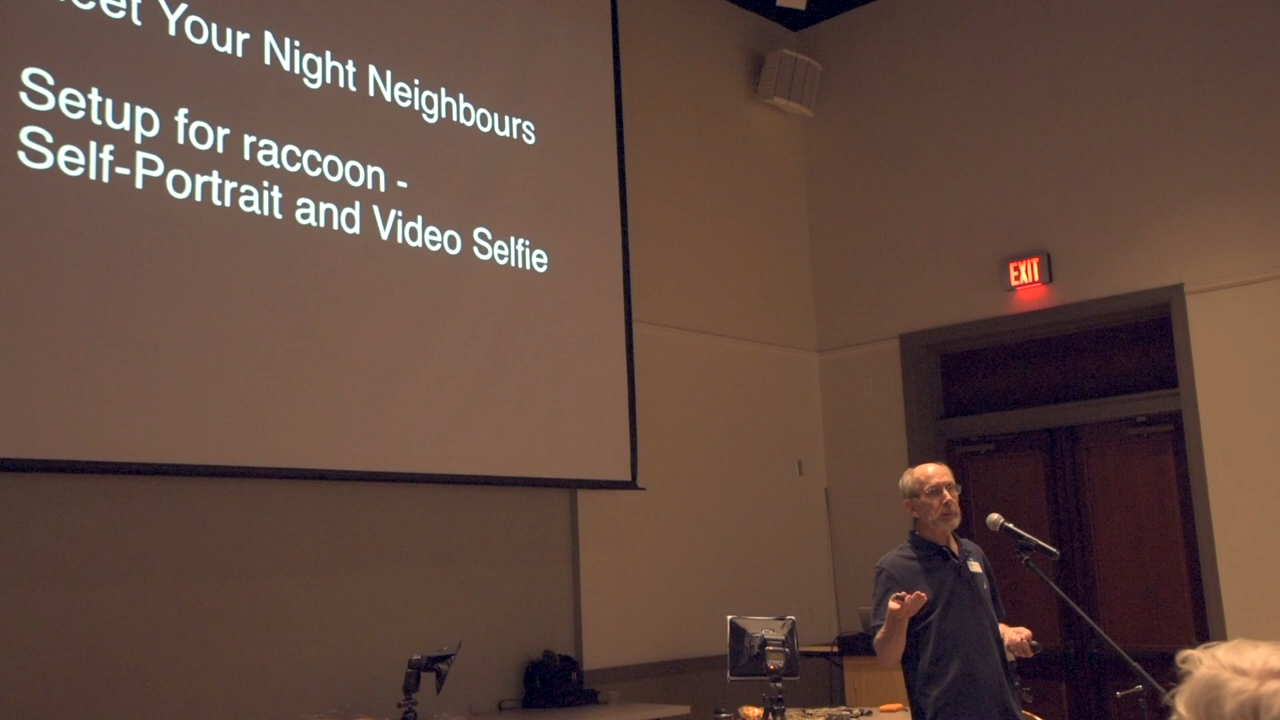 Your Night Neighbours
Setup for raccoon -
Self-Portrait and Video Selfie
EXIT